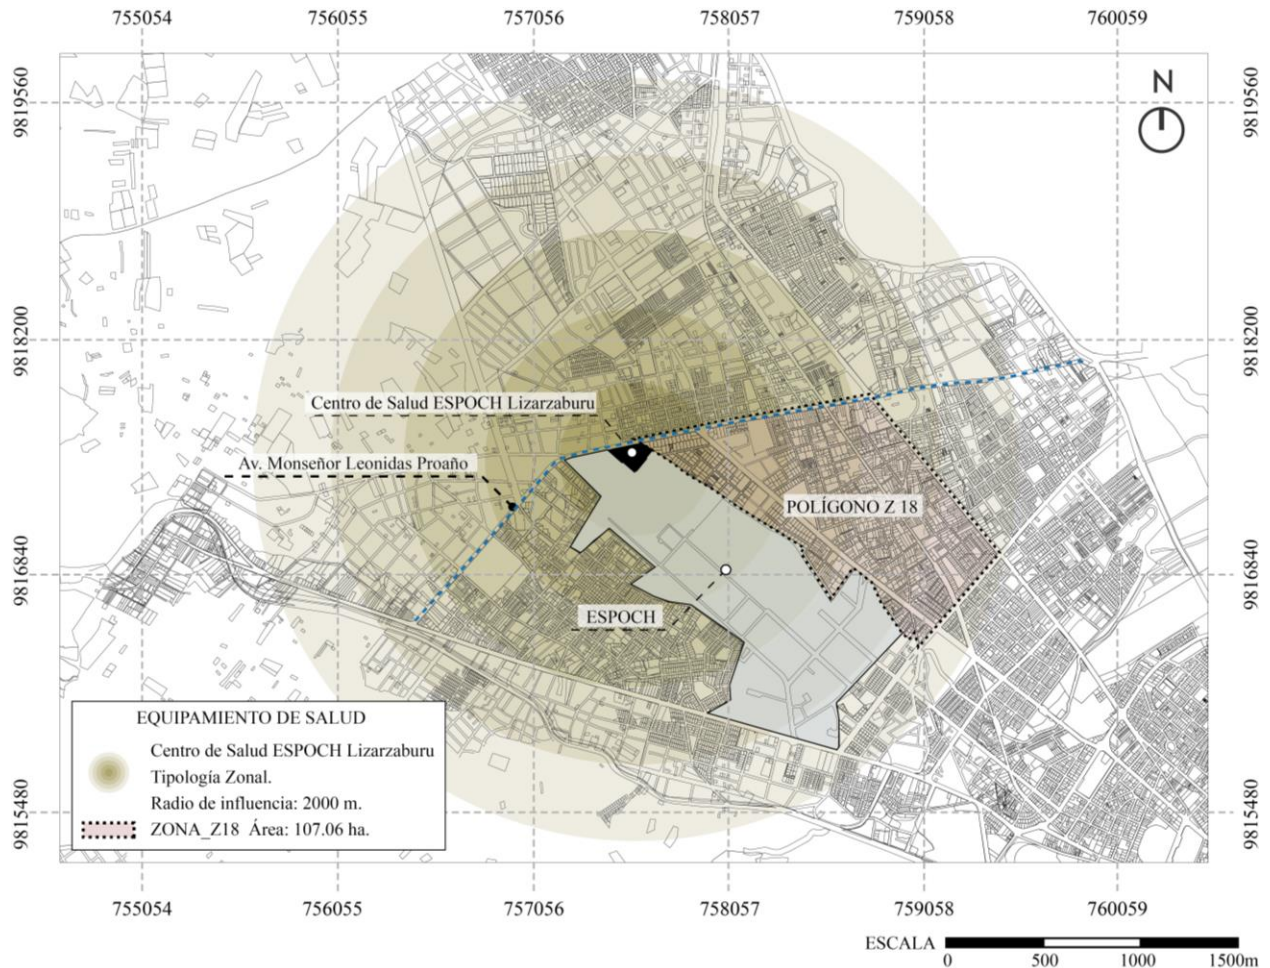 755054 756055 757056 758057 759058 760059
9819560 9819560
N
9818200 9818200
Centro de Salud ESPOCH Lizarzaburu
Av. Monseñor Leonidas Proaño
POLÍGONO Z 18
9816840 9816840
ESPOCH
EQUIPAMIENTO DE SALUD
Centro de Salud ESPOCH Lizarzaburu
Tipología Zonal.
Radio de influencia: 2000 m.
ZONA_Z18 Área: 107.06 ha.
9815480 9815480
755054 756055 757056 758057 759058 760059
ESCALA
0 500 1000 1500m